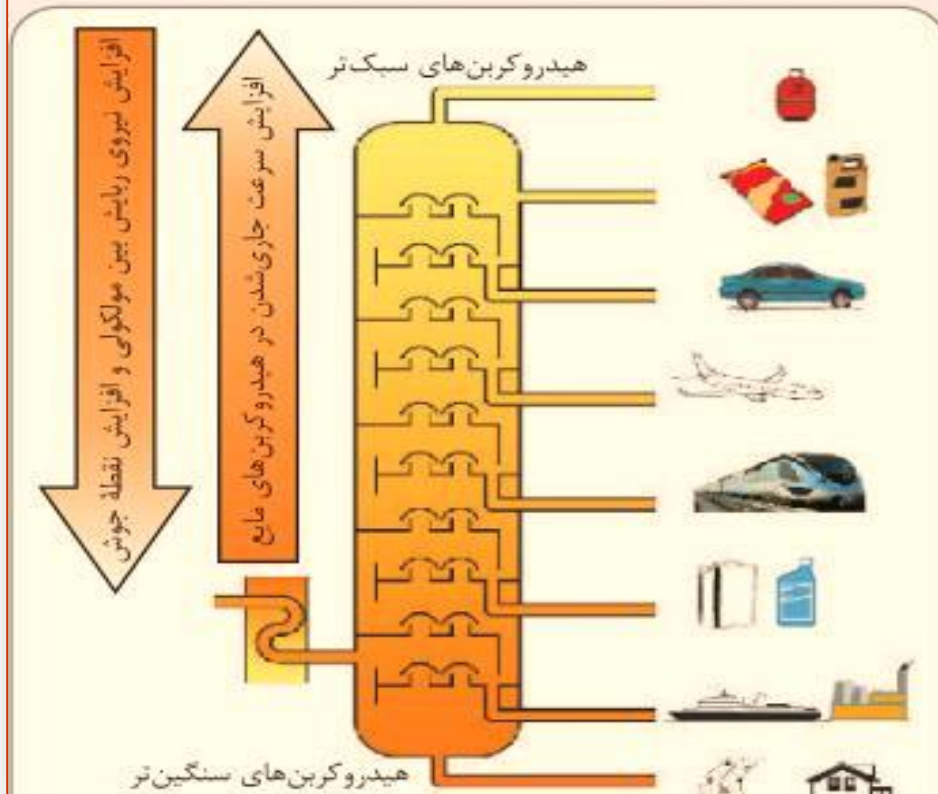 هیدروکربن‌های سبک‌تر
افزایش نیروی ربایش بین مولکولی و افزایش نقطهٔ جوش
افزایش سرعت جاری‌شدن در هیدروکربن‌های مایع
هیدروکربن‌های سنگین‌تر